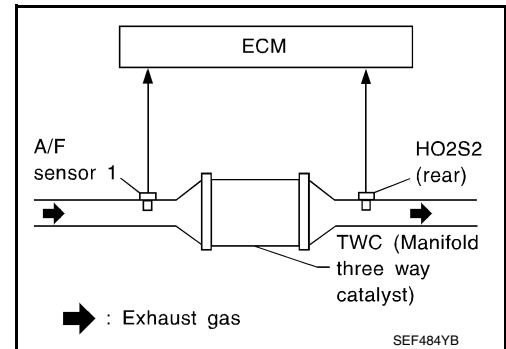 ECM
A/F
sensor 1
HO2S2
(rear)
TWC (Manifold
three way
catalyst)
: Exhaust gas
SEF484YB